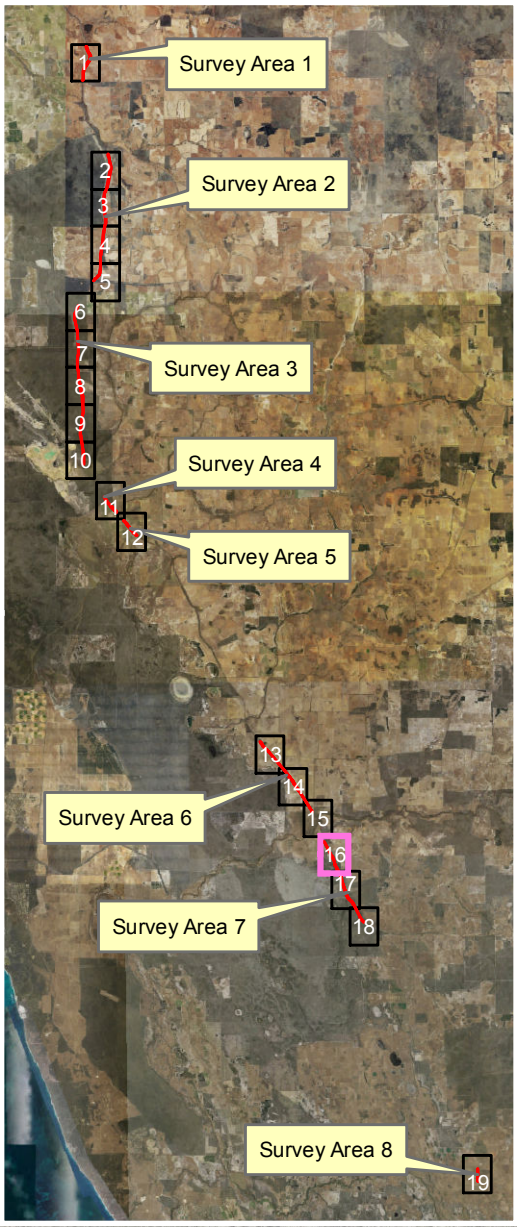 1
Survey Area 1
2
Survey Area 2
3
4
5
6
7
Survey Area 3
8
9
10
Survey Area 4
11
12
Survey Area 5
13
14
Survey Area 6
15
16
17
Survey Area 7
18
Survey Area 8
19